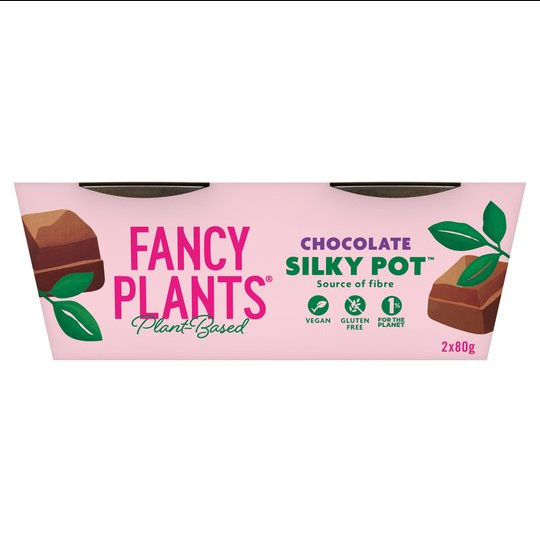 FANCY
PLANTS®
Plant-Based
CHOCOLATE
SILKY POT™
Source of fibre
VEGAN
GLUTEN
FREE
1%
FOR THE
PLANET
2x80g